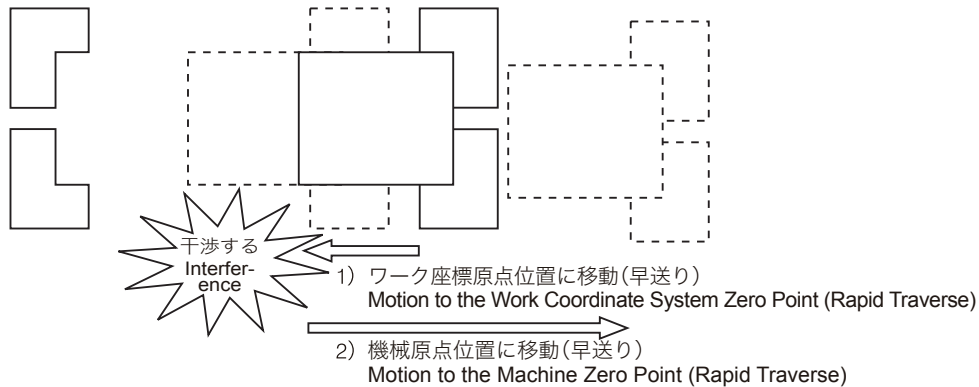 干渉する
Interfer-
ence
1) ワーク座標原点位置に移動(早送り)
Motion to the Work Coordinate System Zero Point (Rapid Traverse)
2) 機械原点位置に移動(早送り)
Motion to the Machine Zero Point (Rapid Traverse)